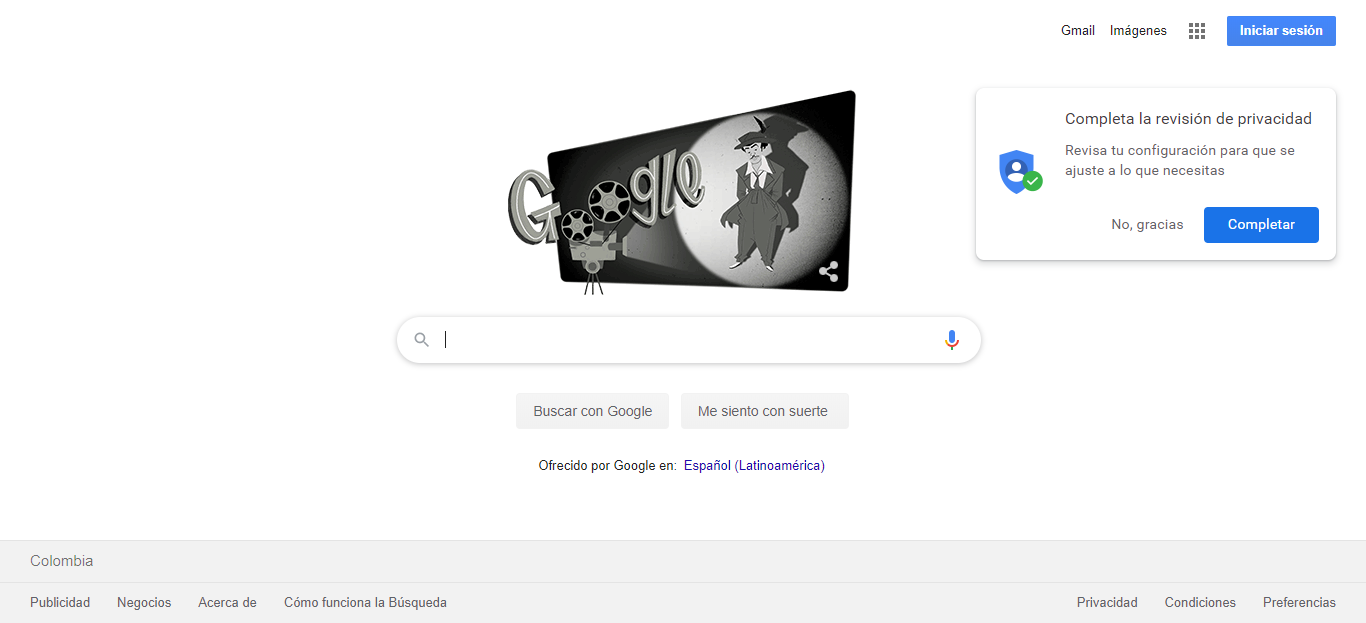 Gmail Imágenes Iniciar sesión
Google
Completa la revisión de privacidad
Revisa tu configuración para que se
ajuste a lo que necesitas
No, gracias Completar
Buscar con Google Me siento con suerte
Ofrecido por Google en: Español (Latinoamérica)
Colombia
Publicidad Negocios Acerca de Cómo funciona la Búsqueda Privacidad Condiciones Preferencias